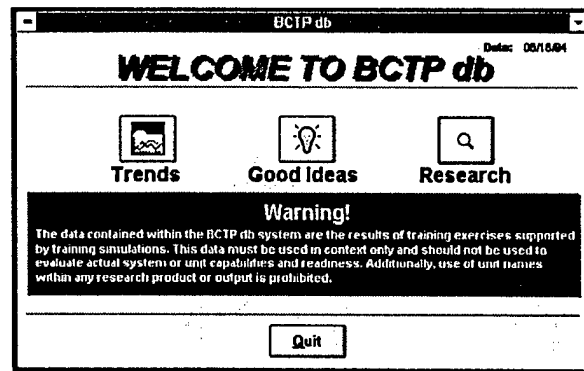 BCTP db
Date: 08/18/94
WELCOME TO BCTP db
Trends Good Ideas Research
Warning!
The data contained within the BCTP db system are the results of training exercises supported
by training simulations. This data must be used in context only and should not be used to
evaluate actual system or unit capabilities and readiness. Additionally, use of unit names
within any research product or output is prohibited.
Quit